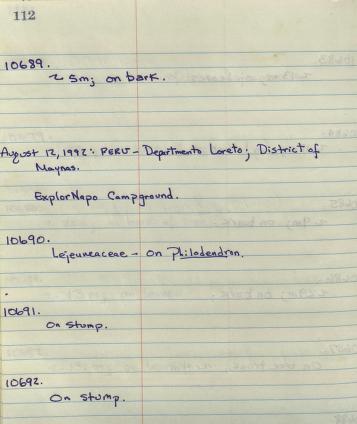 112
10689.
~ 5m; on bark.
August 12, 1992: PERU - Departmento Loreto; District of
Maynas.
ExplorNapo Campground.
10690.
Lejeuneaceae - on Philodendron.
10691.
On stump.
10692.
On stump.